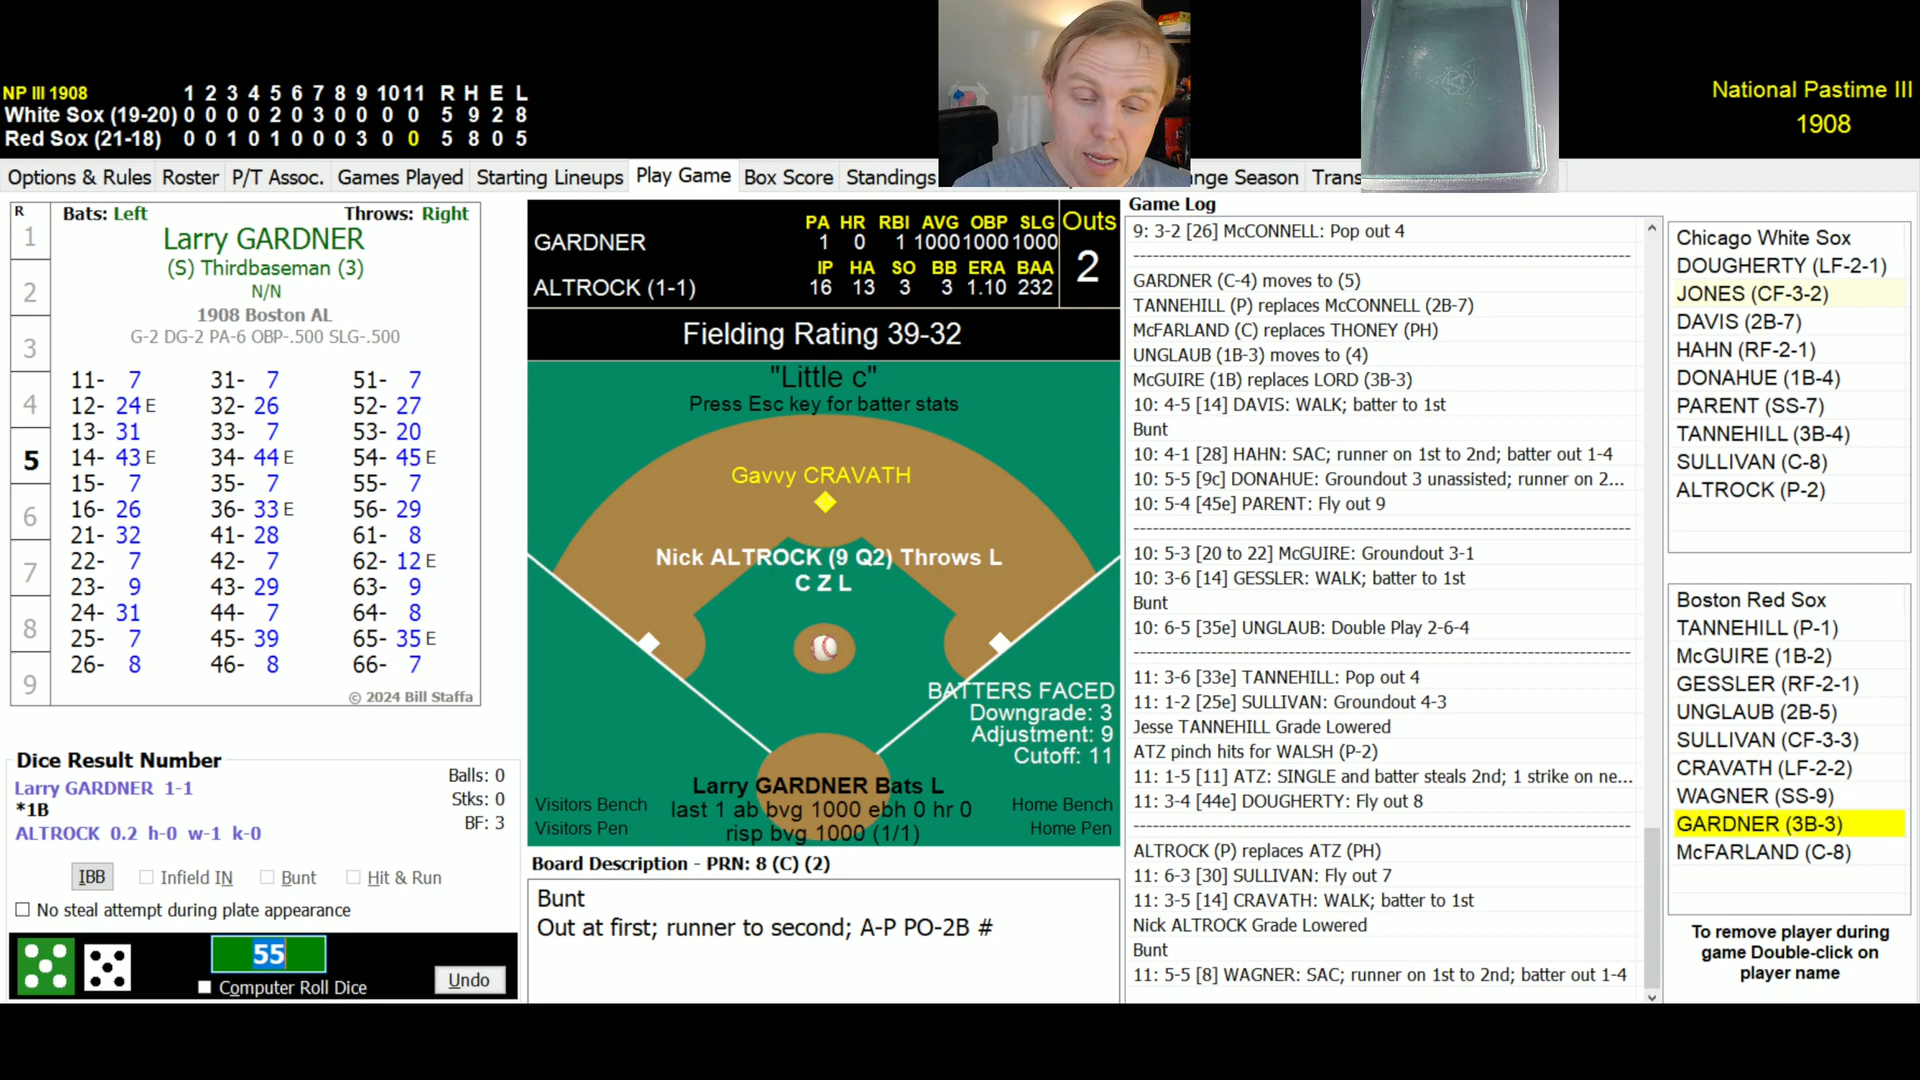 NP III 1908 1 2 3 4 5 6 7 8 9 10 11 R H E L
White Sox (19-20) 0 0 0 0 2 0 3 0 0 0 0 5 9 2 8
Red Sox (21-18) 0 0 1 0 1 0 0 0 3 0 0 5 8 0 5
National Pastime III
1908
Options & Rules Roster P/T Assoc. Games Played Starting Lineups Play Game Box Score Standings nge Season Trans
R
1
2
3
4
5
6
7
8
9
Bats: Left Throws: Right
Larry GARDNER
(S) Thirdbaseman (3)
N/N
1908 Boston AL
G-2 DG-2 PA-6 OBP-.500 SLG-.500
11- 7 31- 7 51- 7
12- 24 E 32- 26 52- 27
13- 31 33- 7 53- 20
14- 43 E 34- 44 E 54- 45 E
15- 7 35- 7 55- 7
16- 26 36- 33 E 56- 29
21- 32 41- 28 61- 8
22- 7 42- 7 62- 12 E
23- 9 43- 29 63- 9
24- 31 44- 7 64- 8
25- 7 45- 39 65- 35 E
26- 8 46- 8 66- 7
© 2024 Bill Staffa
Dice Result Number
Larry GARDNER 1-1
*1B
ALTROCK 0.2 h-0 w-1 k-0
Balls: 0
Stks: 0
BF: 3
IBB Infield IN Bunt Hit & Run
No steal attempt during plate appearance
55
Computer Roll Dice
Undo
PA HR RBI AVG OBP SLG
GARDNER 1 0 1 1000 1000 1000
IP HA SO BB ERA BAA
ALTROCK (1-1) 16 13 3 3 1.10 232
Outs
2
Fielding Rating 39-32
"Little c"
Press Esc key for batter stats
Gavvy CRAVATH
Nick ALTROCK (9 Q2) Throws L
C Z L
BATTERS FACED
Downgrade: 3
Adjustment: 9
Cutoff: 11
Larry GARDNER Bats L
last 1 ab bvg 1000 ebh 0 hr 0
risp bvg 1000 (1/1)
Visitors Bench
Visitors Pen
Home Bench
Home Pen
Board Description - PRN: 8 (C) (2)
Bunt
Out at first; runner to second; A-P PO-2B #
Game Log
9: 3-2 [26] McCONNELL: Pop out 4
GARDNER (C-4) moves to (5)
TANNEHILL (P) replaces McCONNELL (2B-7)
McFARLAND (C) replaces THONEY (PH)
UNGLAUB (1B-3) moves to (4)
McGUIRE (1B) replaces LORD (3B-3)
10: 4-5 [14] DAVIS: WALK; batter to 1st
Bunt
10: 4-1 [28] HAHN: SAC; runner on 1st to 2nd; batter out 1-4
10: 5-5 [9c] DONAHUE: Groundout 3 unassisted; runner on 2...
10: 5-4 [45e] PARENT: Fly out 9
10: 5-3 [20 to 22] McGUIRE: Groundout 3-1
10: 3-6 [14] GESSLER: WALK; batter to 1st
Bunt
10: 6-5 [35e] UNGLAUB: Double Play 2-6-4
11: 3-6 [33e] TANNEHILL: Pop out 4
11: 1-2 [25e] SULLIVAN: Groundout 4-3
Jesse TANNEHILL Grade Lowered
ATZ pinch hits for WALSH (P-2)
11: 1-5 [11] ATZ: SINGLE and batter steals 2nd; 1 strike on ne...
11: 3-4 [44e] DOUGHERTY: Fly out 8
ALTROCK (P) replaces ATZ (PH)
11: 6-3 [30] SULLIVAN: Fly out 7
11: 3-5 [14] CRAVATH: WALK; batter to 1st
Nick ALTROCK Grade Lowered
Bunt
11: 5-5 [8] WAGNER: SAC; runner on 1st to 2nd; batter out 1-4
Chicago White Sox
DOUGHERTY (LF-2-1)
JONES (CF-3-2)
DAVIS (2B-7)
HAHN (RF-2-1)
DONAHUE (1B-4)
PARENT (SS-7)
TANNEHILL (3B-4)
SULLIVAN (C-8)
ALTROCK (P-2)
Boston Red Sox
TANNEHILL (P-1)
McGUIRE (1B-2)
GESSLER (RF-2-1)
UNGLAUB (2B-5)
SULLIVAN (CF-3-3)
CRAVATH (LF-2-2)
WAGNER (SS-9)
GARDNER (3B-3)
McFARLAND (C-8)
To remove player during
game Double-click on
player name